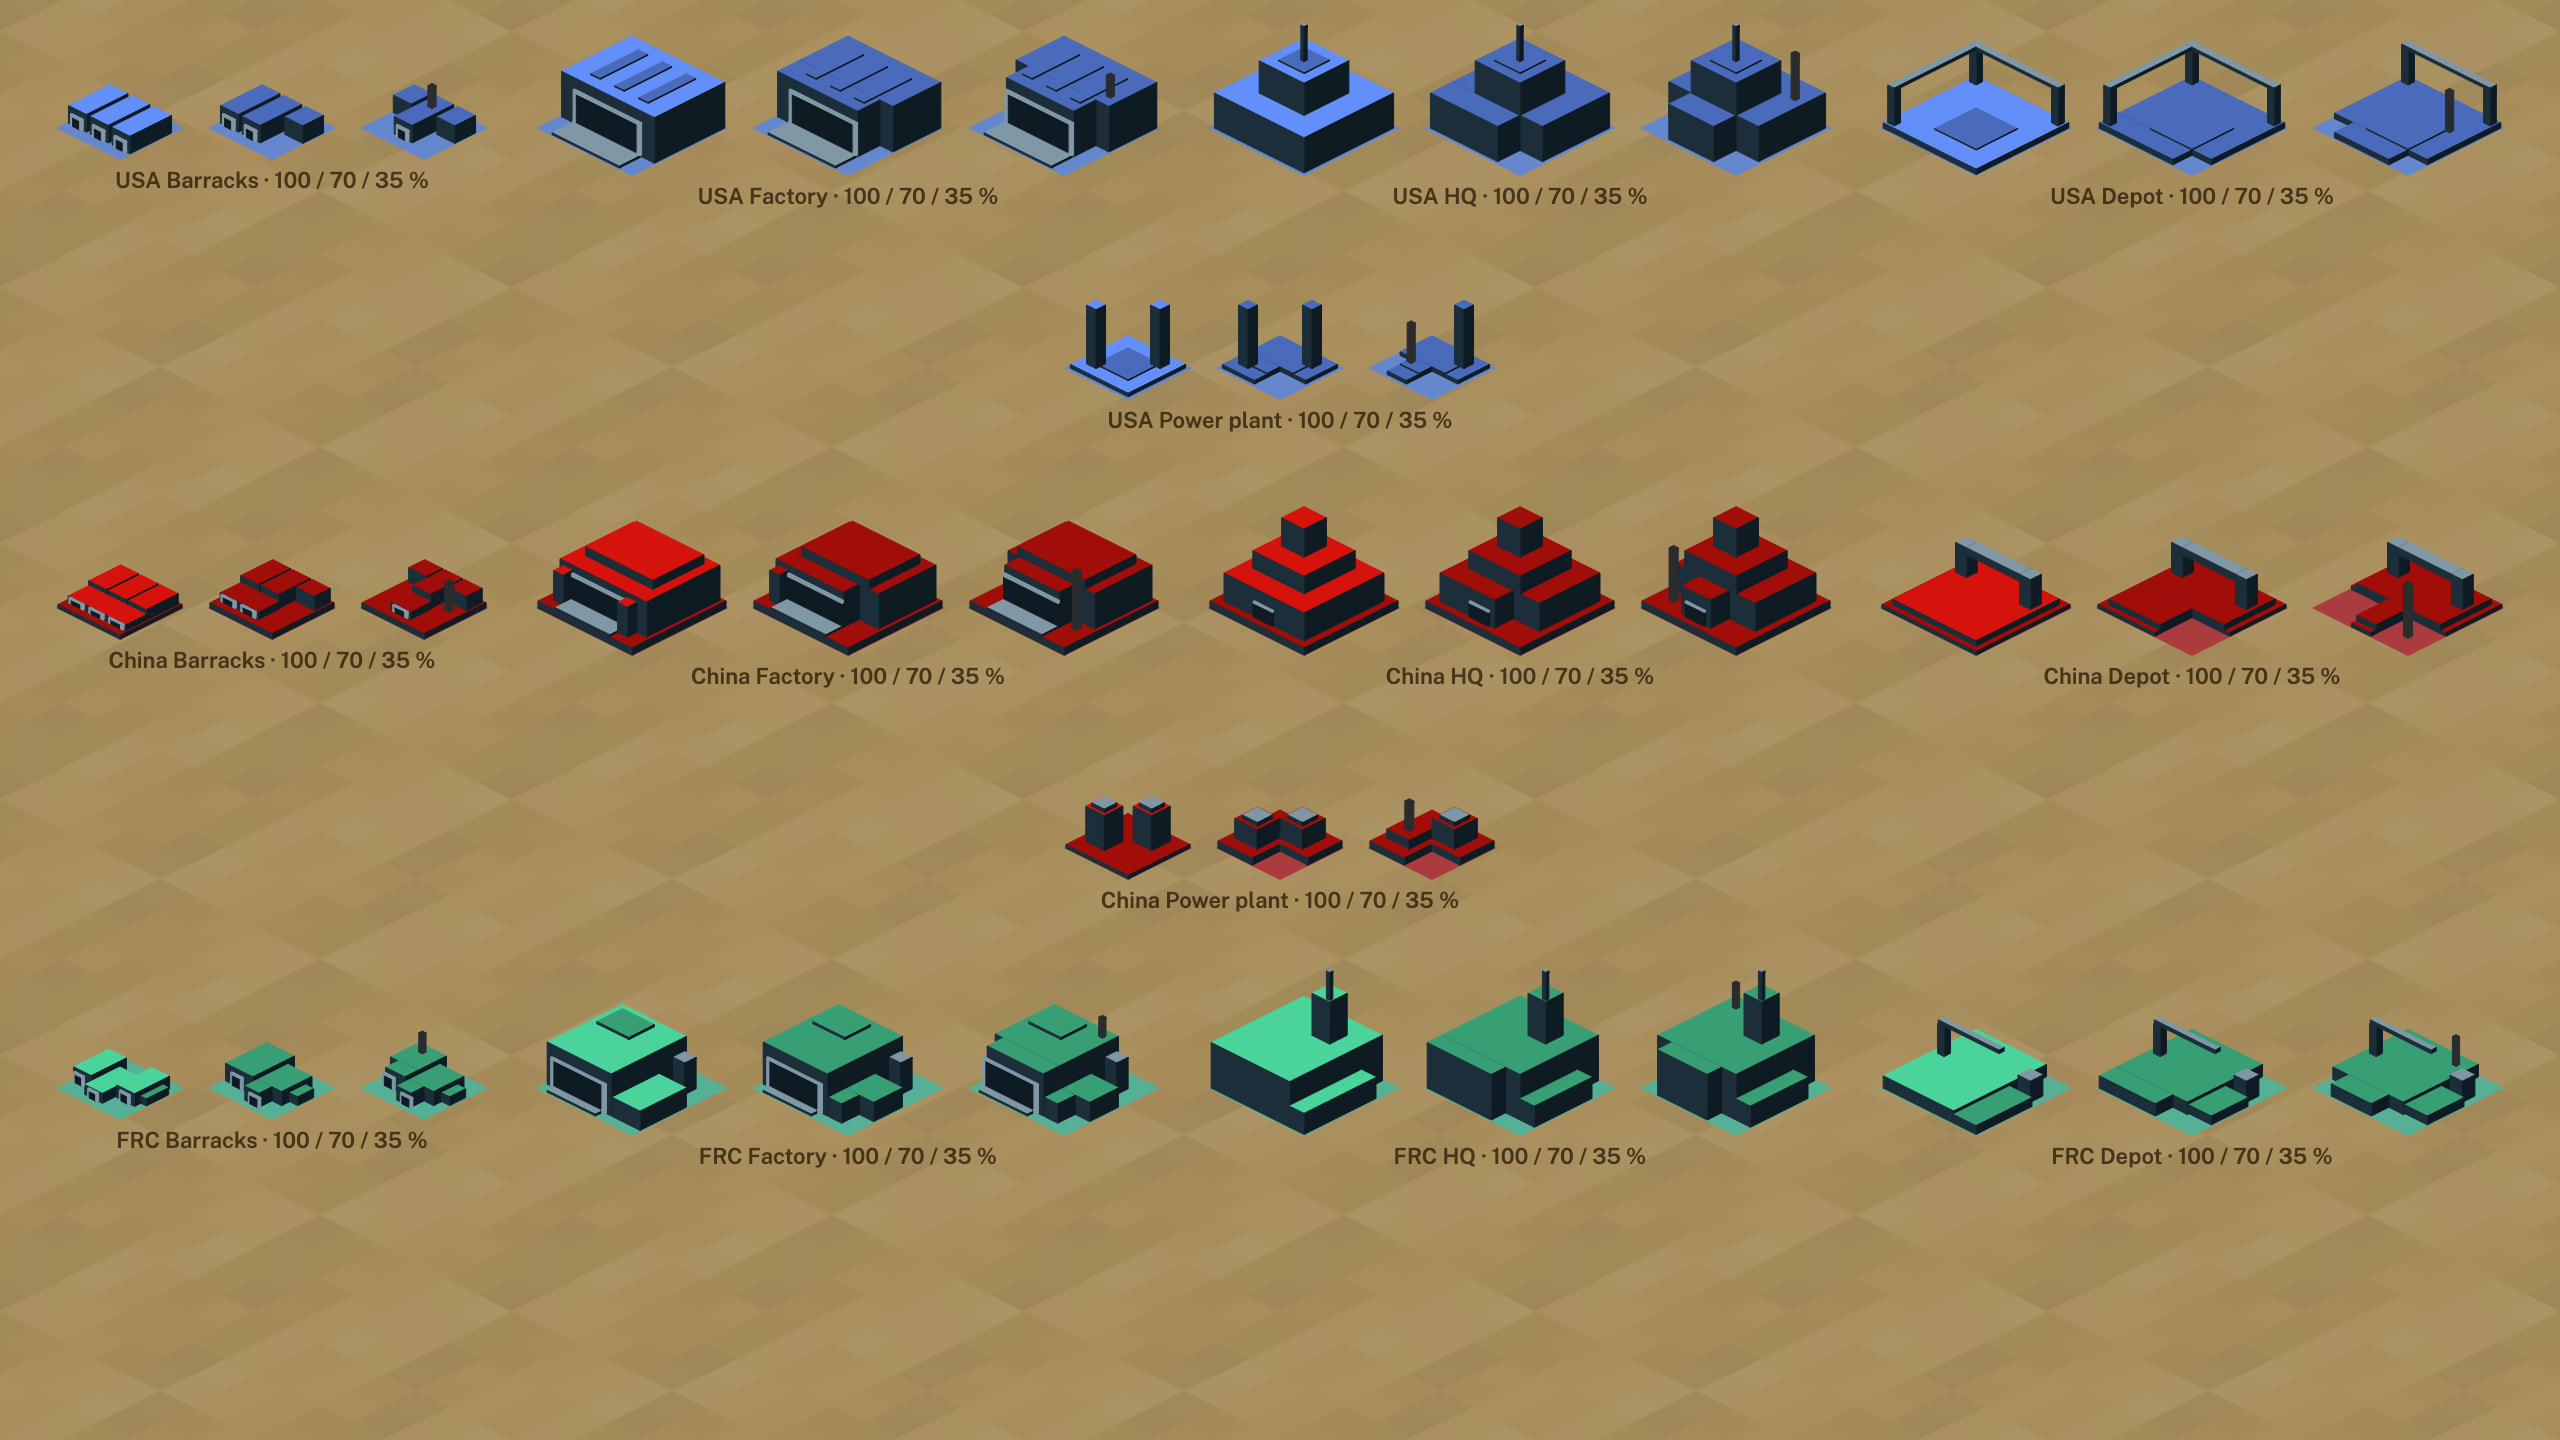 USA Barracks · 100 / 70 / 35 %
USA Factory · 100 / 70 / 35 %
USA HQ · 100 / 70 / 35 %
USA Depot · 100 / 70 / 35 %
USA Power plant · 100 / 70 / 35 %
China Barracks · 100 / 70 / 35 %
China Factory · 100 / 70 / 35 %
China HQ · 100 / 70 / 35 %
China Depot · 100 / 70 / 35 %
China Power plant · 100 / 70 / 35 %
FRC Barracks · 100 / 70 / 35 %
FRC Factory · 100 / 70 / 35 %
FRC HQ · 100 / 70 / 35 %
FRC Depot · 100 / 70 / 35 %